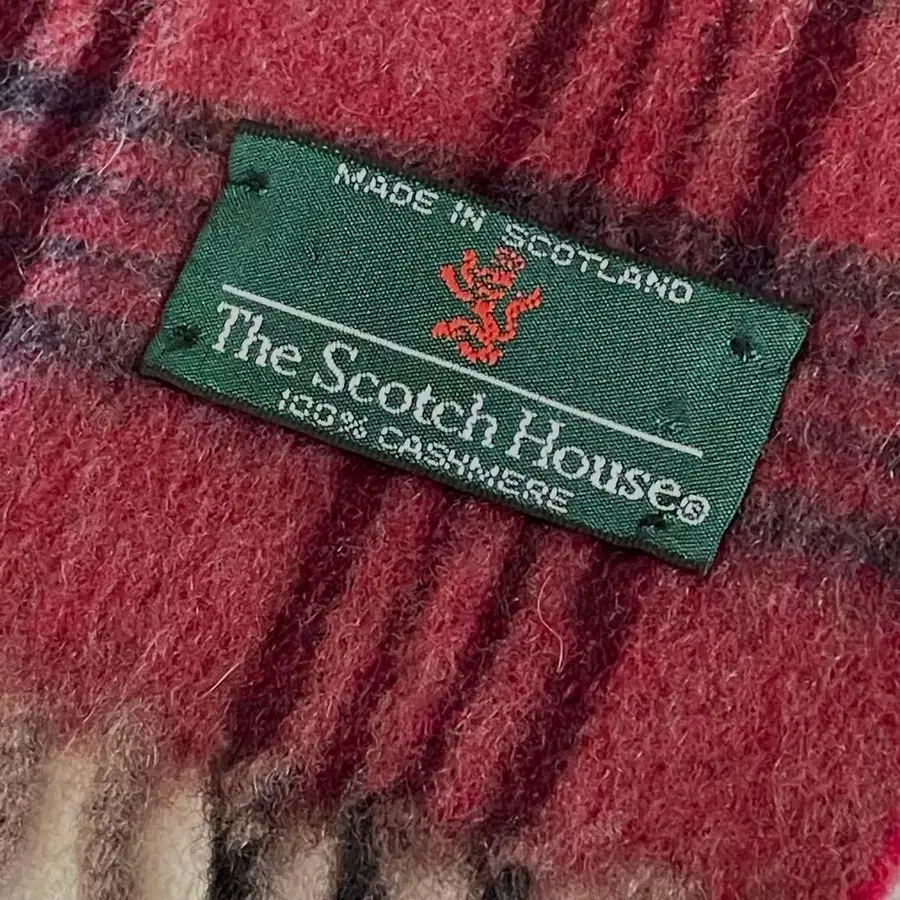 MADE IN SCOTLAND
The Scotch House®
100% CASHMERE